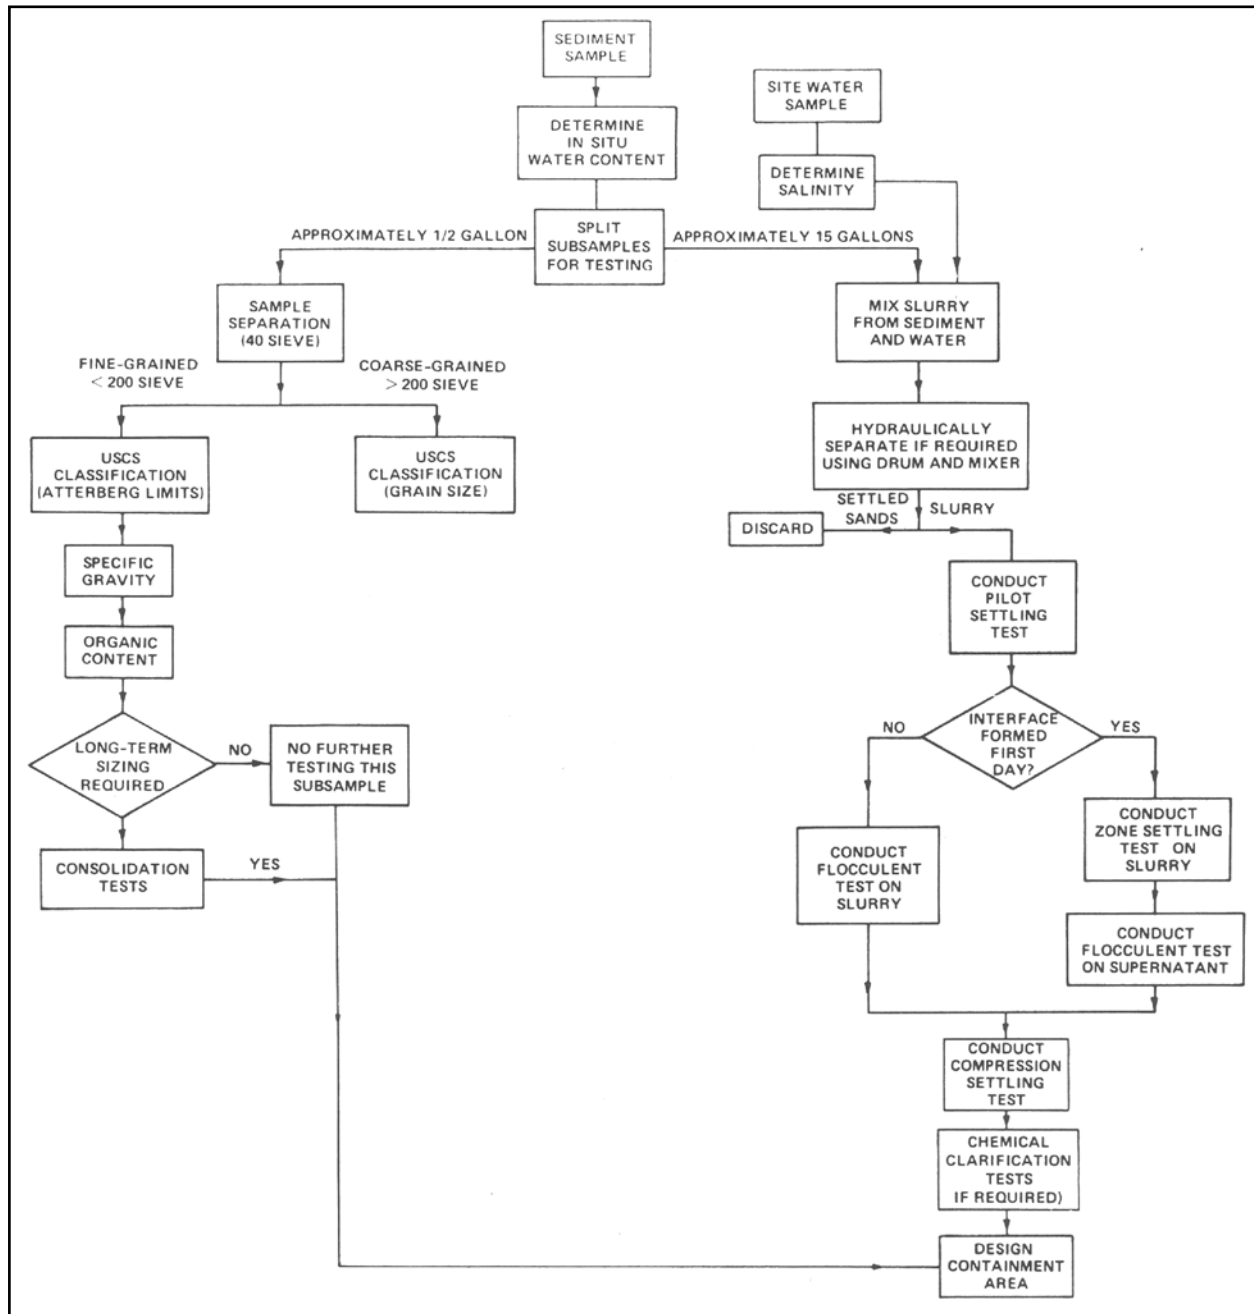 SEDIMENT
SAMPLE
SITE WATER
SAMPLE
DETERMINE
IN SITU
WATER CONTENT
DETERMINE
SALINITY
APPROXIMATELY 1/2 GALLON
SPLIT
SUBSAMPLES
FOR TESTING
APPROXIMATELY 15 GALLONS
SAMPLE
SEPARATION
(40 SIEVE)
MIX SLURRY
FROM SEDIMENT
AND WATER
FINE-GRAINED
< 200 SIEVE
COARSE-GRAINED
> 200 SIEVE
USCS
CLASSIFICATION
(ATTERBERG LIMITS)
USCS
CLASSIFICATION
(GRAIN SIZE)
HYDRAULICALLY
SEPARATE IF REQUIRED
USING DRUM AND MIXER
SETTLED
SANDS
SLURRY
DISCARD
SPECIFIC
GRAVITY
CONDUCT
PILOT
SETTLING
TEST
ORGANIC
CONTENT
LONG-TERM
SIZING
REQUIRED
NO
NO FURTHER
TESTING THIS
SUBSAMPLE
NO
INTERFACE
FORMED
FIRST
DAY?
YES
CONSOLIDATION
TESTS
YES
CONDUCT
FLOCCULENT
TEST ON
SLURRY
CONDUCT
ZONE SETTLING
TEST ON
SLURRY
CONDUCT
FLOCCULENT TEST
ON SUPERNATANT
CONDUCT
COMPRESSION
SETTLING
TEST
CHEMICAL
CLARIFICATION
TESTS
IF REQUIRED)
DESIGN
CONTAINMENT
AREA